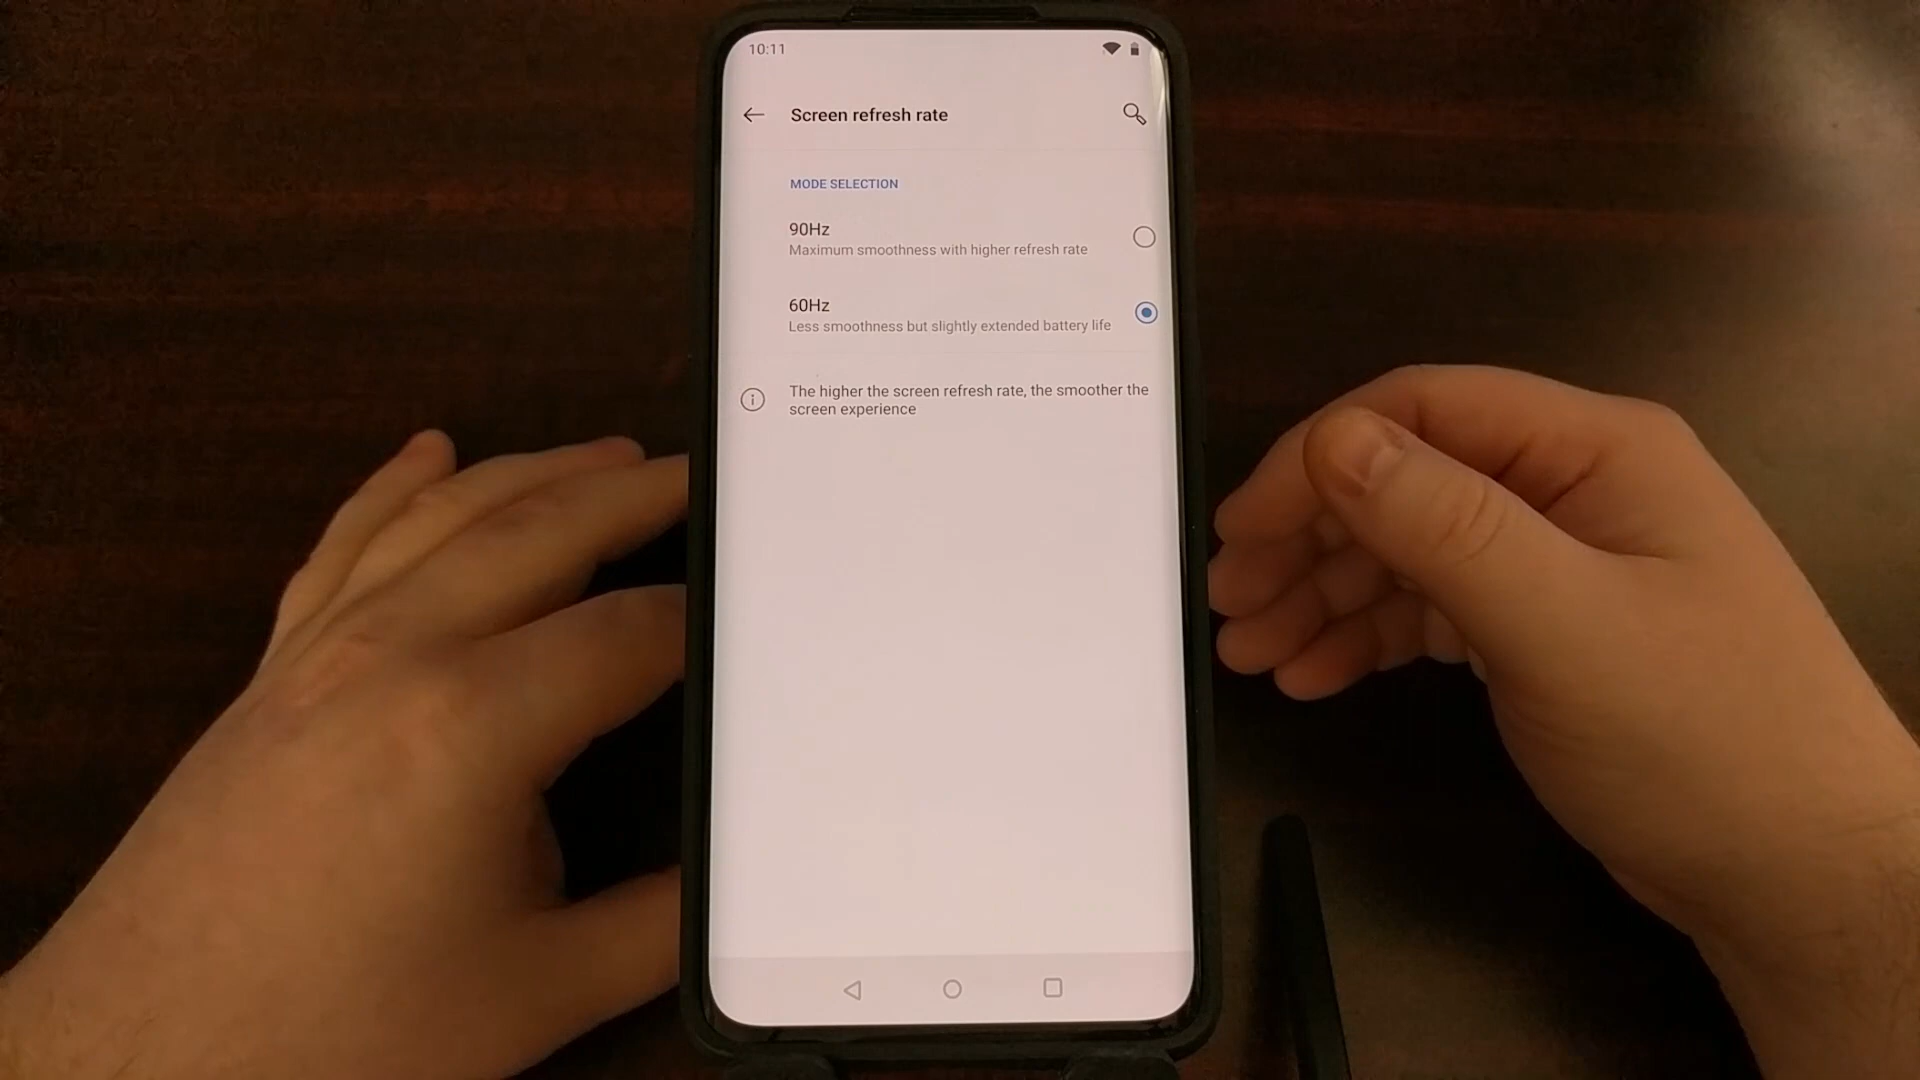 10:11
Screen refresh rate
MODE SELECTION
90Hz
Maximum smoothness with higher refresh rate
60Hz
Less smoothness but slightly extended battery life
The higher the screen refresh rate, the smoother the
screen experience